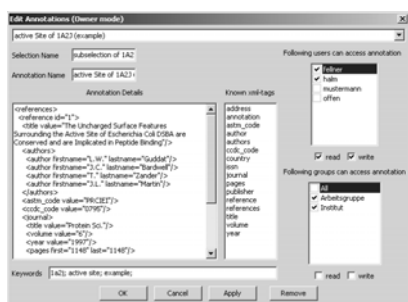 Edit Annotations (Owner mode)
active Site of 1A2J (example)
Selection Name
subselection of 1A2
Annotation Name
active Site of 1A2J (
Annotation Details
<references>
<reference id="1">
<title value="The Uncharged Surface Features
Surrounding the Active Site of Escherichia Coli DSBA are
Conserved and are Implicated in Peptide Binding"/>
<authors>
<author firstname="L.W." lastname="Guddat"/>
<author firstname="J.C." lastname="Bardwell"/>
<author firstname="T." lastname="Zander"/>
<author firstname="J.L." lastname="Martin"/>
</authors>
<astm_code value="PRCIEI"/>
<ccdc_code value="0795"/>
<journal>
<title value="Protein Sci."/>
<volume value="6"/>
<year value="1997"/>
<pages first="1148" last="1148"/>
Known xml-tags
address
annotation
astm_code
author
authors
ccdc_code
country
issn
journal
pages
publisher
reference
references
title
volume
year
Following users can access annotation
fellner
halm
mustermann
offen
read write
Following groups can access annotation
All
Arbeitsgruppe
Institut
read write
Keywords
1a2j; active site; example;
OK Cancel Apply Remove